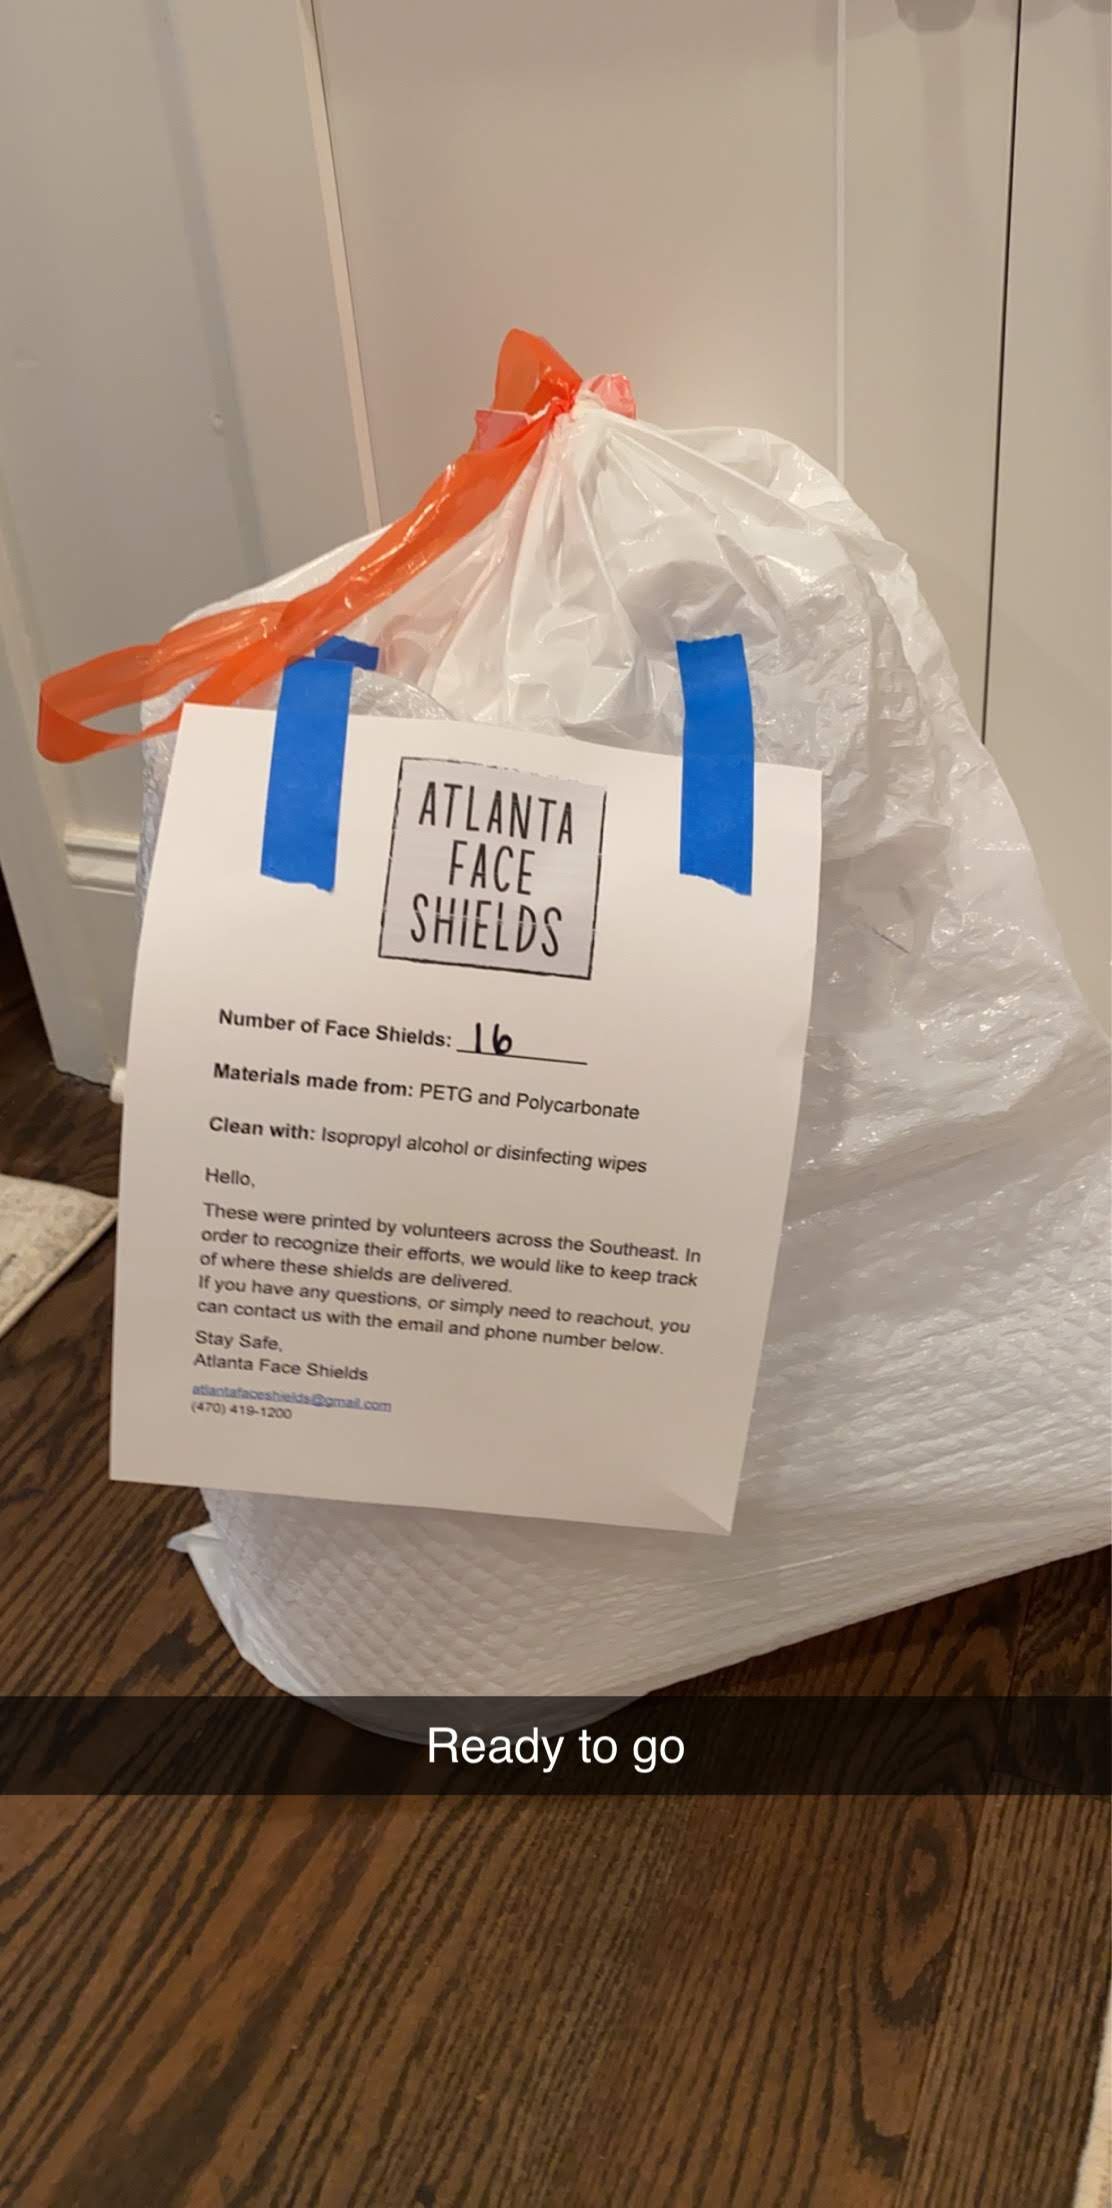 ATLANTA
FACE
SHIELDS
Number of Face Shields: 16
Materials made from: PETG and Polycarbonate
Clean with: Isopropyl alcohol or disinfecting wipes
Hello,
These were printed by volunteers across the Southeast. In
order to recognize their efforts, we would like to keep track
of where these shields are delivered.
If you have any questions, or simply need to reachout, you
can contact us with the email and phone number below.
Stay Safe,
Atlanta Face Shields
atlantafaceshields@gmail.com
(470) 419-1200
Ready to go